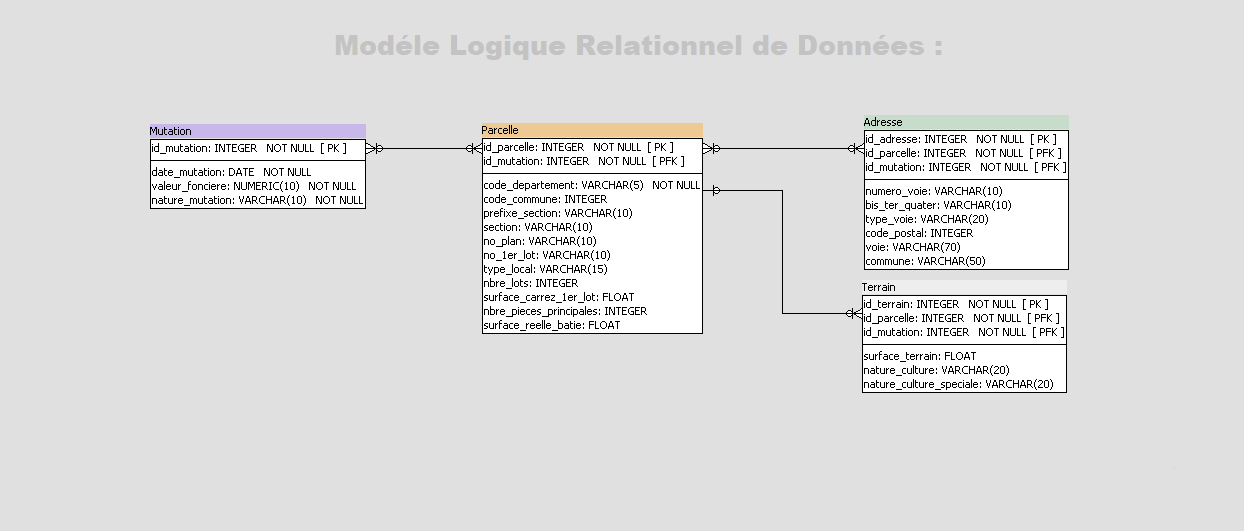 Modéle Logique Relationnel de Données :
Mutation
id_mutation: INTEGER NOT NULL [ PK ]
date_mutation: DATE NOT NULL
valeur_fonciere: NUMERIC(10) NOT NULL
nature_mutation: VARCHAR(10) NOT NULL
Parcelle
id_parcelle: INTEGER NOT NULL [ PK ]
id_mutation: INTEGER NOT NULL [ PFK ]
code_departement: VARCHAR(5) NOT NULL
code_commune: INTEGER
prefixe_section: VARCHAR(10)
section: VARCHAR(10)
no_plan: VARCHAR(10)
no_1er_lot: VARCHAR(10)
type_local: VARCHAR(15)
nbre_lots: INTEGER
surface_carrez_1er_lot: FLOAT
nbre_pieces_principales: INTEGER
surface_reelle_batie: FLOAT
Adresse
id_adresse: INTEGER NOT NULL [ PK ]
id_parcelle: INTEGER NOT NULL [ PFK ]
id_mutation: INTEGER NOT NULL [ PFK ]
numero_voie: VARCHAR(10)
bis_ter_quater: VARCHAR(10)
type_voie: VARCHAR(20)
code_postal: INTEGER
voie: VARCHAR(70)
commune: VARCHAR(50)
Terrain
id_terrain: INTEGER NOT NULL [ PK ]
id_parcelle: INTEGER NOT NULL [ PFK ]
id_mutation: INTEGER NOT NULL [ PFK ]
surface_terrain: FLOAT
nature_culture: VARCHAR(20)
nature_culture_speciale: VARCHAR(20)